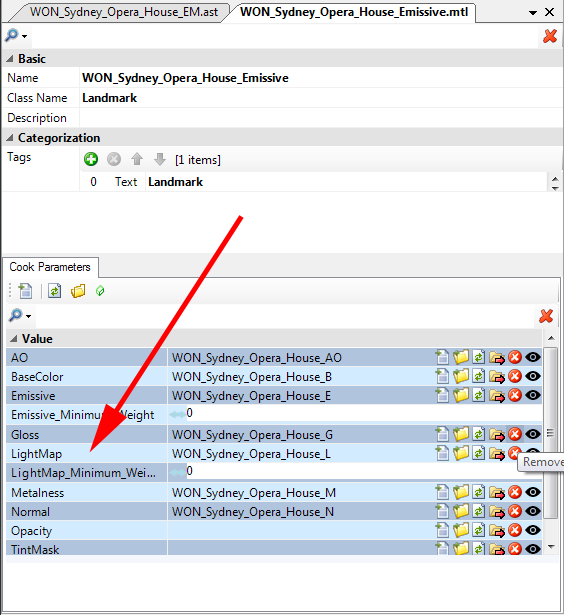 WON_Sydney_Opera_House_EM.ast WON_Sydney_Opera_House_Emissive.mtl
Basic
Name WON_Sydney_Opera_House_Emissive
Class Name Landmark
Description
Categorization
Tags [1 items]
0 Text Landmark
Cook Parameters
Value
AO WON_Sydney_Opera_House_AO
BaseColor WON_Sydney_Opera_House_B
Emissive WON_Sydney_Opera_House_E
Emissive_Minimum_Weight 0
Gloss WON_Sydney_Opera_House_G
LightMap WON_Sydney_Opera_House_L
Remove
LightMap_Minimum_Wei... 0
Metalness WON_Sydney_Opera_House_M
Normal WON_Sydney_Opera_House_N
Opacity
TintMask